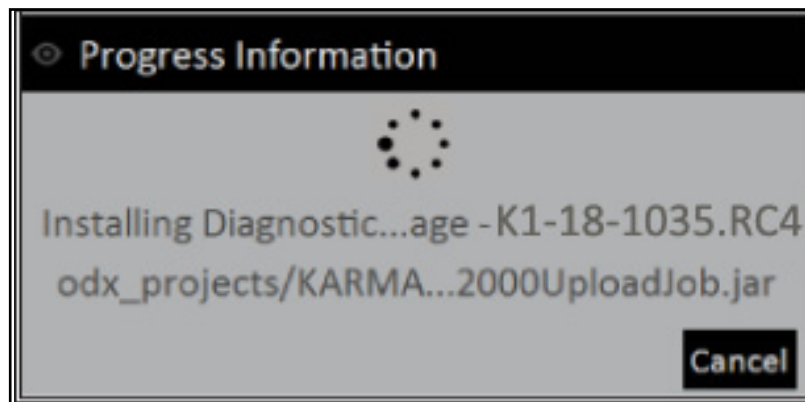 Progress Information
Installing Diagnostic...age -K1-18-1035.RC4
odx_projects/KARMA...2000UploadJob.jar
Cancel